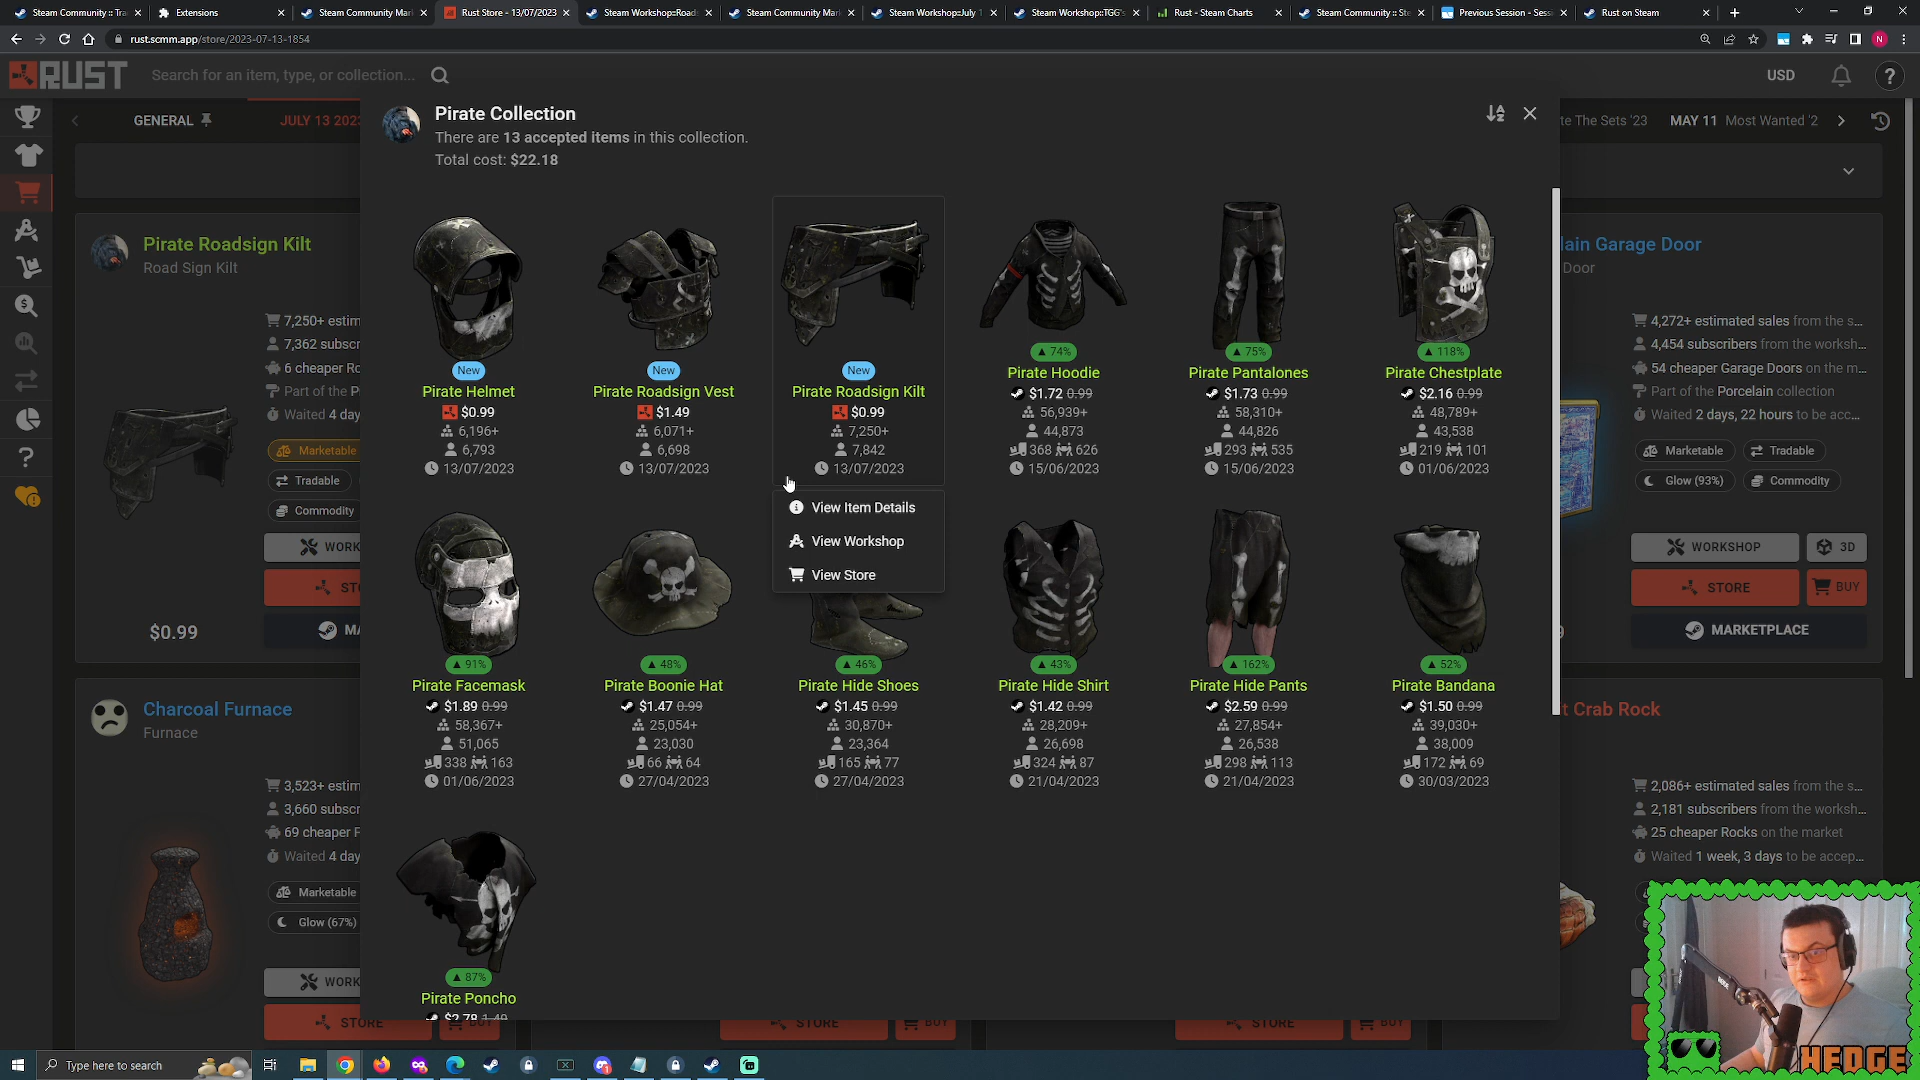 Steam Community :: Tra
Extensions
Steam Community Mar
Rust Store - 13/07/2023
Steam Workshop::Road
Steam Community Mar
Steam Workshop::July 1
Steam Workshop::TGG's
Rust - Steam Charts
Steam Community :: Ste
Previous Session - Sess
Rust on Steam
rust.scmm.app/store/2023-07-13-1854
N
RUST
Search for an item, type, or collection...
USD
?
GENERAL
JULY 13 2023
te The Sets '23
MAY 11 Most Wanted '2
Pirate Collection
There are 13 accepted items in this collection.
Total cost: $22.18
Pirate Roadsign Kilt
Road Sign Kilt
7,250+ estim
7,362 subscr
6 cheaper Ro
Part of the Pi
Waited 4 day
Marketable
Tradable
Commodity
WORK
STO
$0.99
MA
Charcoal Furnace
Furnace
3,523+ estim
3,660 subscr
69 cheaper F
Waited 4 day
Marketable
Glow (67%)
WORK
STORE
BUY
New
Pirate Helmet
$0.99
6,196+
6,793
13/07/2023
New
Pirate Roadsign Vest
$1.49
6,071+
6,698
13/07/2023
New
Pirate Roadsign Kilt
$0.99
7,250+
7,842
13/07/2023
View Item Details
View Workshop
View Store
74%
Pirate Hoodie
$1.72 0.99
56,939+
44,873
368 626
15/06/2023
75%
Pirate Pantalones
$1.73 0.99
58,310+
44,826
293 535
15/06/2023
118%
Pirate Chestplate
$2.16 0.99
48,789+
43,538
219 101
01/06/2023
91%
Pirate Facemask
$1.89 0.99
58,367+
51,065
338 163
01/06/2023
48%
Pirate Boonie Hat
$1.47 0.99
25,054+
23,030
66 64
27/04/2023
46%
Pirate Hide Shoes
$1.45 0.99
30,870+
23,364
165 77
27/04/2023
43%
Pirate Hide Shirt
$1.42 0.99
28,209+
26,698
324 87
21/04/2023
162%
Pirate Hide Pants
$2.59 0.99
27,854+
26,538
298 113
21/04/2023
52%
Pirate Bandana
$1.50 0.99
39,030+
38,009
172 69
30/03/2023
87%
Pirate Poncho
$2.78 1.49
STORE
BUY
STORE
BUY
lain Garage Door
Door
4,272+ estimated sales from the s...
4,454 subscribers from the worksh...
54 cheaper Garage Doors on the m...
Part of the Porcelain collection
Waited 2 days, 22 hours to be acc...
Marketable
Tradable
Glow (93%)
Commodity
WORKSHOP
3D
STORE
BUY
MARKETPLACE
t Crab Rock
2,086+ estimated sales from the s...
2,181 subscribers from the worksh...
25 cheaper Rocks on the market
Waited 1 week, 3 days to be accep...
HEDGE
Type here to search